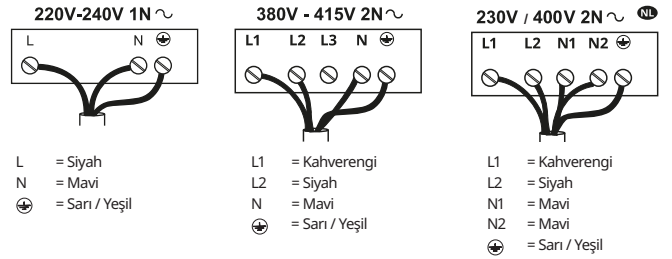 220V-240V 1N~
L N
L = Siyah
N = Mavi
= Sarı / Yeşil
380V - 415V 2N~
L1 L2 L3 N
L1 = Kahverengi
L2 = Siyah
N = Mavi
= Sarı / Yeşil
230V / 400V 2N~ NL
L1 L2 N1 N2
L1 = Kahverengi
L2 = Siyah
N1 = Mavi
N2 = Mavi
= Sarı / Yeşil